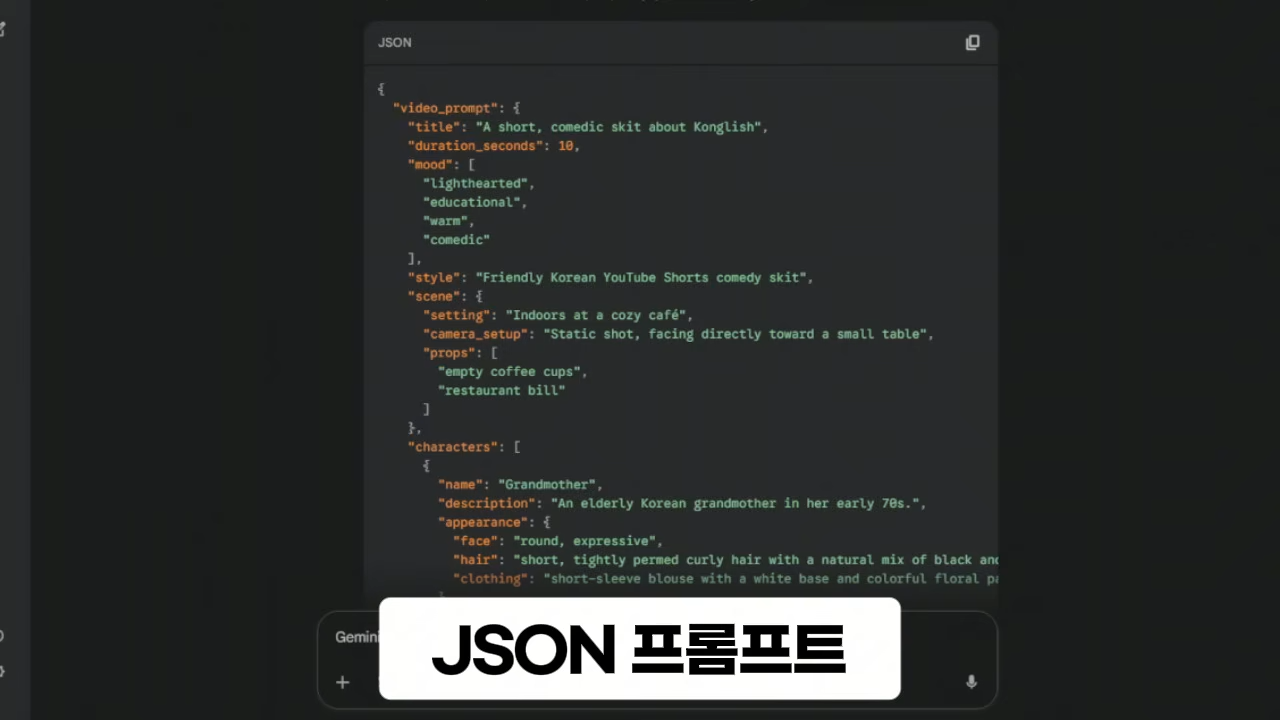 JSON
{
"video_prompt": {
"title": "A short, comedic skit about Konglish",
"duration_seconds": 10,
"mood": [
"lighthearted",
"educational",
"warm",
"comedic"
],
"style": "Friendly Korean YouTube Shorts comedy skit",
"scene": {
"setting": "Indoors at a cozy café",
"camera_setup": "Static shot, facing directly toward a small table",
"props": [
"empty coffee cups",
"restaurant bill"
]
},
"characters": [
{
"name": "Grandmother",
"description": "An elderly Korean grandmother in her early 70s.",
"appearance": {
"face": "round, expressive",
"hair": "short, tightly permed curly hair with a natural mix of black
"clothing": "short-sleeve blouse with a white base and colorful floral
Gemini
JSON 프롬프트